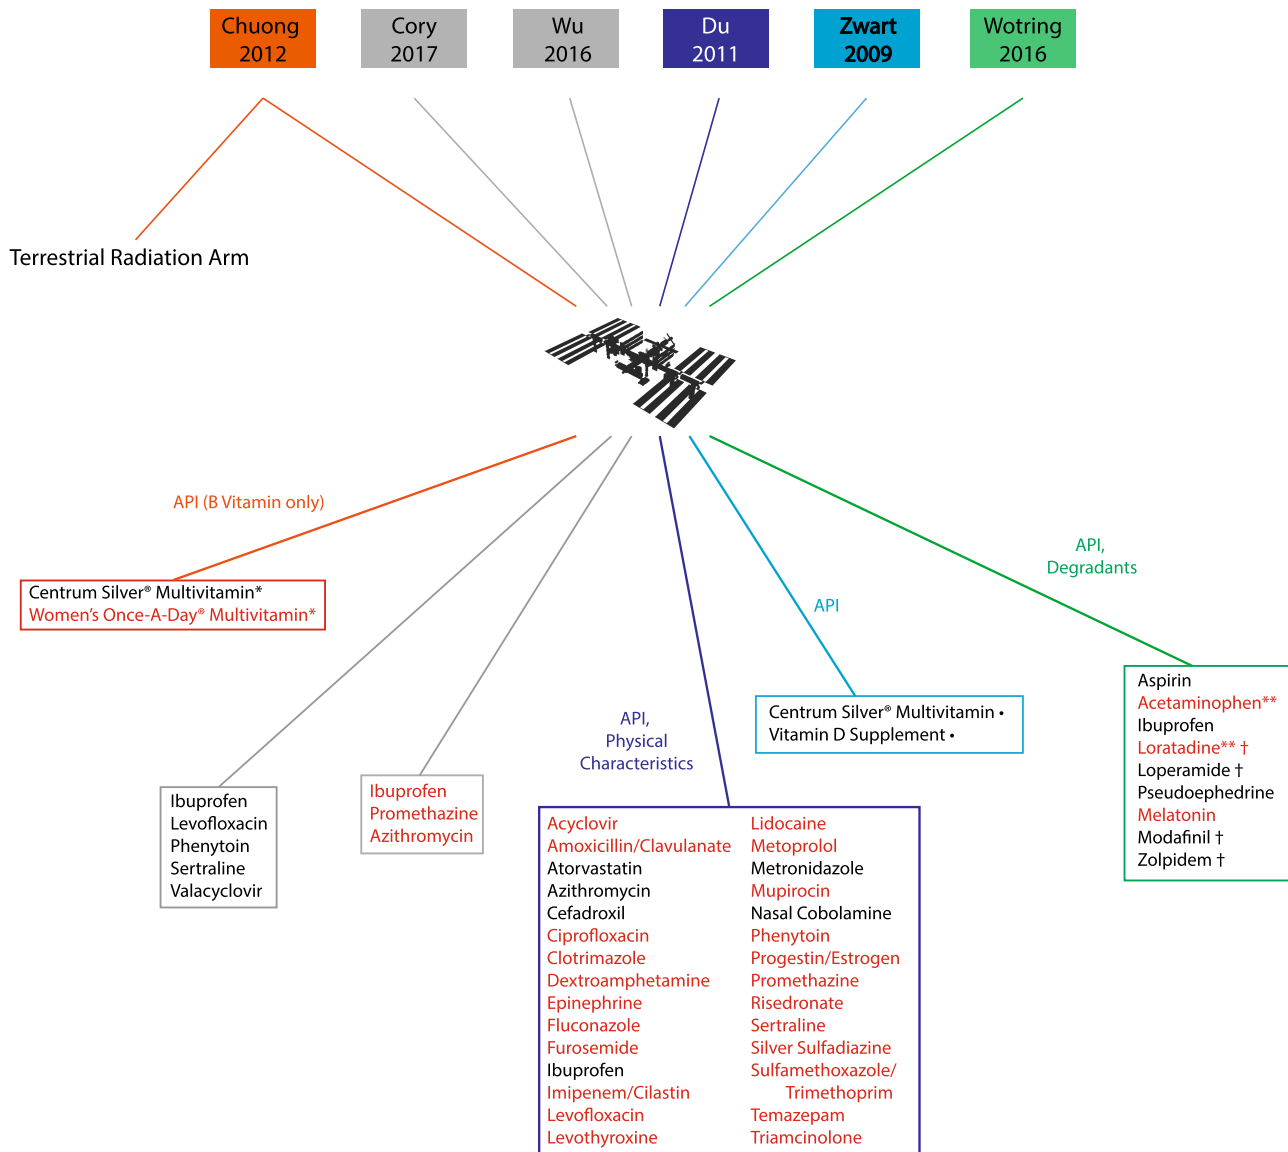 Chuong
2012
Cory
2017
Wu
2016
Du
2011
Zwart
2009
Wotring
2016
Terrestrial Radiation Arm
API (B Vitamin only)
Centrum Silver® Multivitamin*
Women's Once-A-Day® Multivitamin*
Ibuprofen
Levofloxacin
Phenytoin
Sertraline
Valacyclovir
Ibuprofen
Promethazine
Azithromycin
API,
Physical
Characteristics
Acyclovir
Amoxicillin/Clavulanate
Atorvastatin
Azithromycin
Cefadroxil
Ciprofloxacin
Clotrimazole
Dextroamphetamine
Epinephrine
Fluconazole
Furosemide
Ibuprofen
Imipenem/Cilastin
Levofloxacin
Levothyroxine
Lidocaine
Metoprolol
Metronidazole
Mupirocin
Nasal Cobolamine
Phenytoin
Progestin/Estrogen
Promethazine
Risedronate
Sertraline
Silver Sulfadiazine
Sulfamethoxazole/
Trimethoprim
Temazepam
Triamcinolone
API
Centrum Silver® Multivitamin •
Vitamin D Supplement •
API,
Degradants
Aspirin
Acetaminophen**
Ibuprofen
Loratadine** †
Loperamide †
Pseudoephedrine
Melatonin
Modafinil †
Zolpidem †